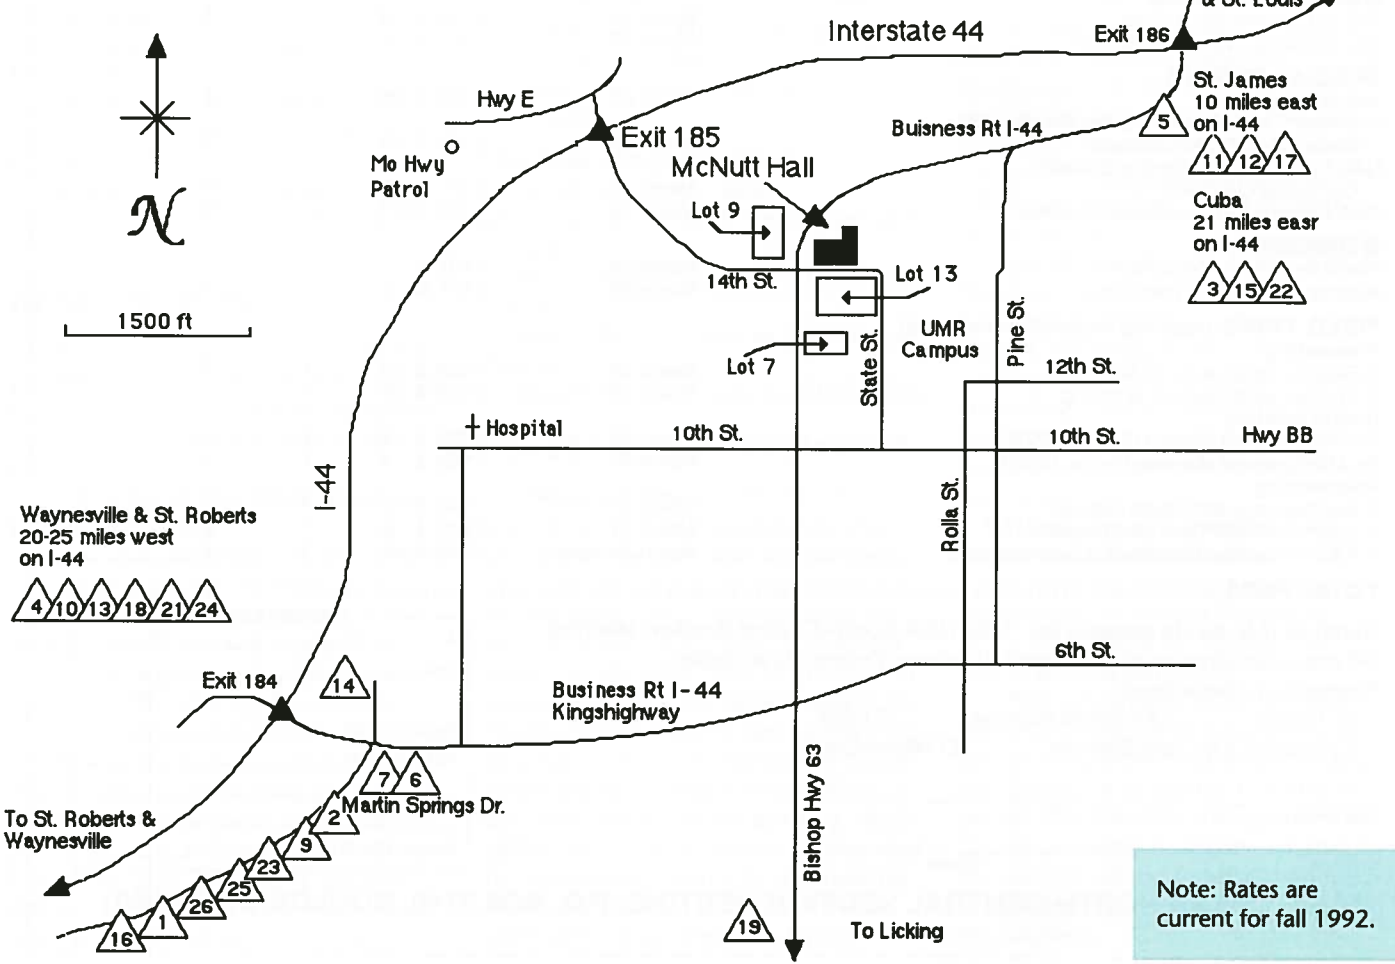 & St. Louis
Interstate 44
Exit 186
St. James
10 miles east
on I-44
11 12 17
Hwy E
Exit 185
Buisness Rt I-44
5
Mo Hwy
Patrol
McNutt Hall
N
Lot 9
Cuba
21 miles easr
on I-44
3 15 22
14th St.
Lot 13
1500 ft
UMR
Campus
Pine St.
Lot 7
State St.
12th St.
Hospital
10th St.
10th St.
Hwy BB
I-44
Rolla St.
Waynesville & St. Roberts
20-25 miles west
on I-44
4 10 13 18 21 24
6th St.
Exit 184
14
Business Rt I-44
Kingshighway
7 6
Martin Springs Dr.
Bishop Hwy 63
To St. Roberts &
Waynesville
2
9
23
25
26
1
16
19
To Licking
Note: Rates are
current for fall 1992.